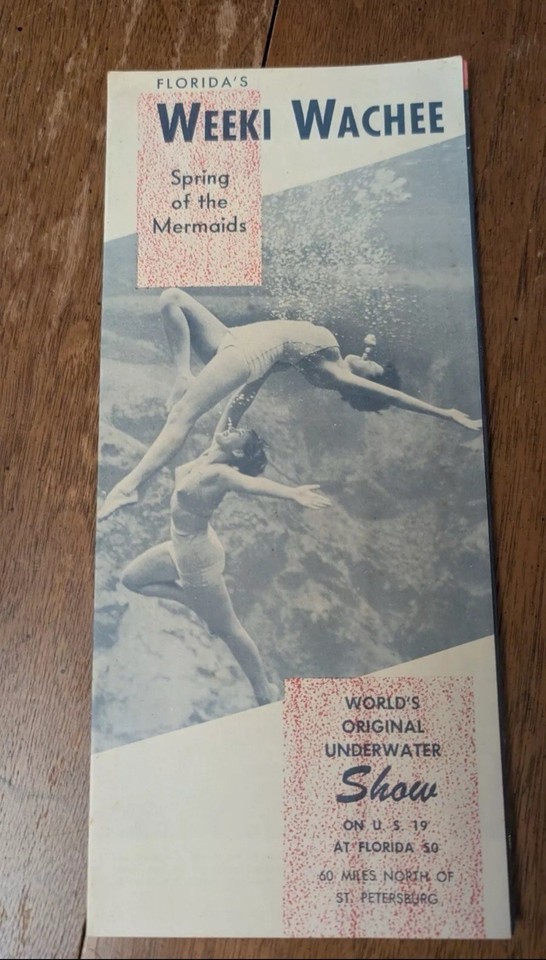 FLORIDA'S
WEEKI WACHEE
Spring
of the
Mermaids
WORLD'S
ORIGINAL
UNDERWATER
Show
ON U. S. 19
AT FLORIDA 50
60 MILES NORTH OF
ST. PETERSBURG